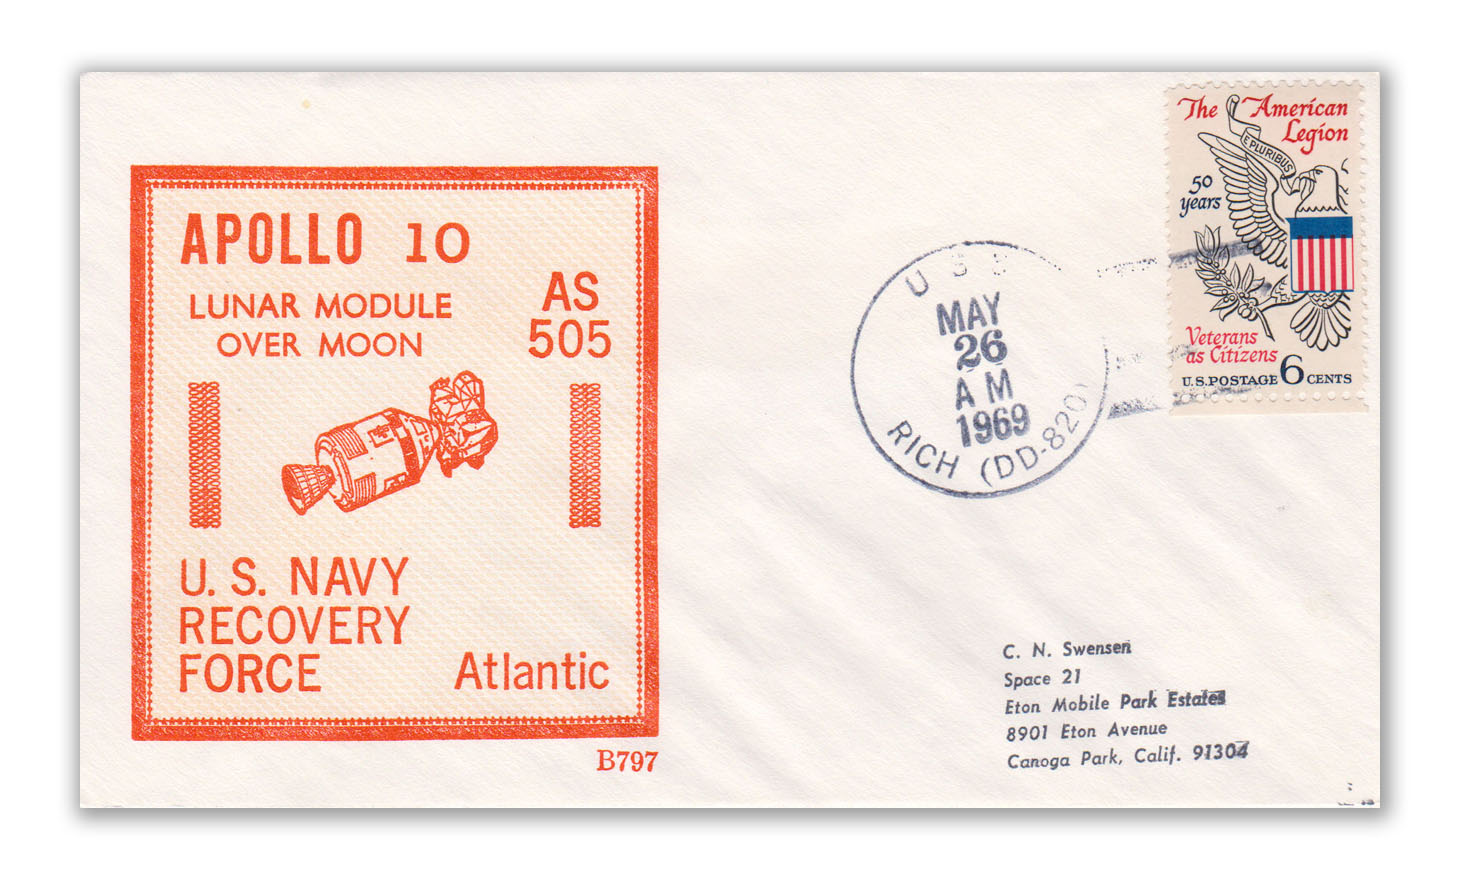 APOLLO 10
LUNAR MODULE
OVER MOON
AS
505
U. S. NAVY
RECOVERY
FORCE
Atlantic
B797
U S S
MAY
26
AM
1969
RICH (DD-820)
The American
Legion
E PLURIBUS
50
years
Veterans
as Citizens
U.S. POSTAGE 6 CENTS
C. N. Swensen
Space 21
Eton Mobile Park Estates
8901 Eton Avenue
Canoga Park, Calif. 91304